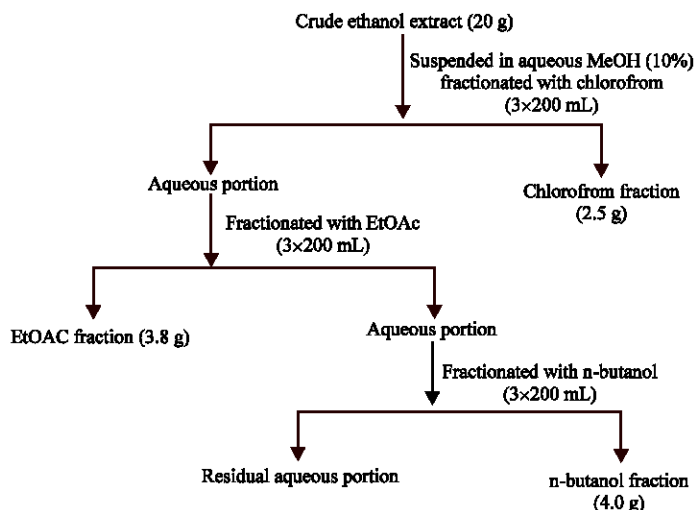 Crude ethanol extract (20 g)
Suspended in aqueous MeOH (10%)
fractionated with chlorofrom
(3×200 mL)
Aqueous portion
Chlorofrom fraction
(2.5 g)
Fractionated with EtOAc
(3×200 mL)
EtOAC fraction (3.8 g)
Aqueous portion
Fractionated with n-butanol
(3×200 mL)
Residual aqueous portion
n-butanol fraction
(4.0 g)